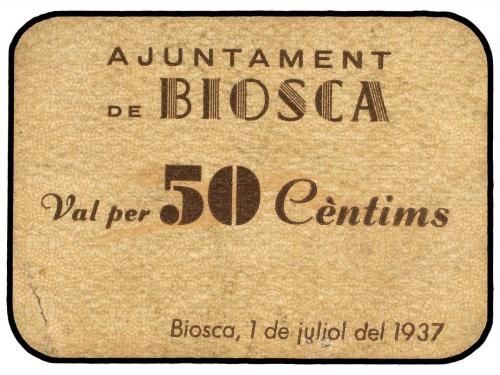 AJUNTAMENT
DE BIOSCA
Val per 50 Cèntims
Biosca, 1 de juliol del 1937